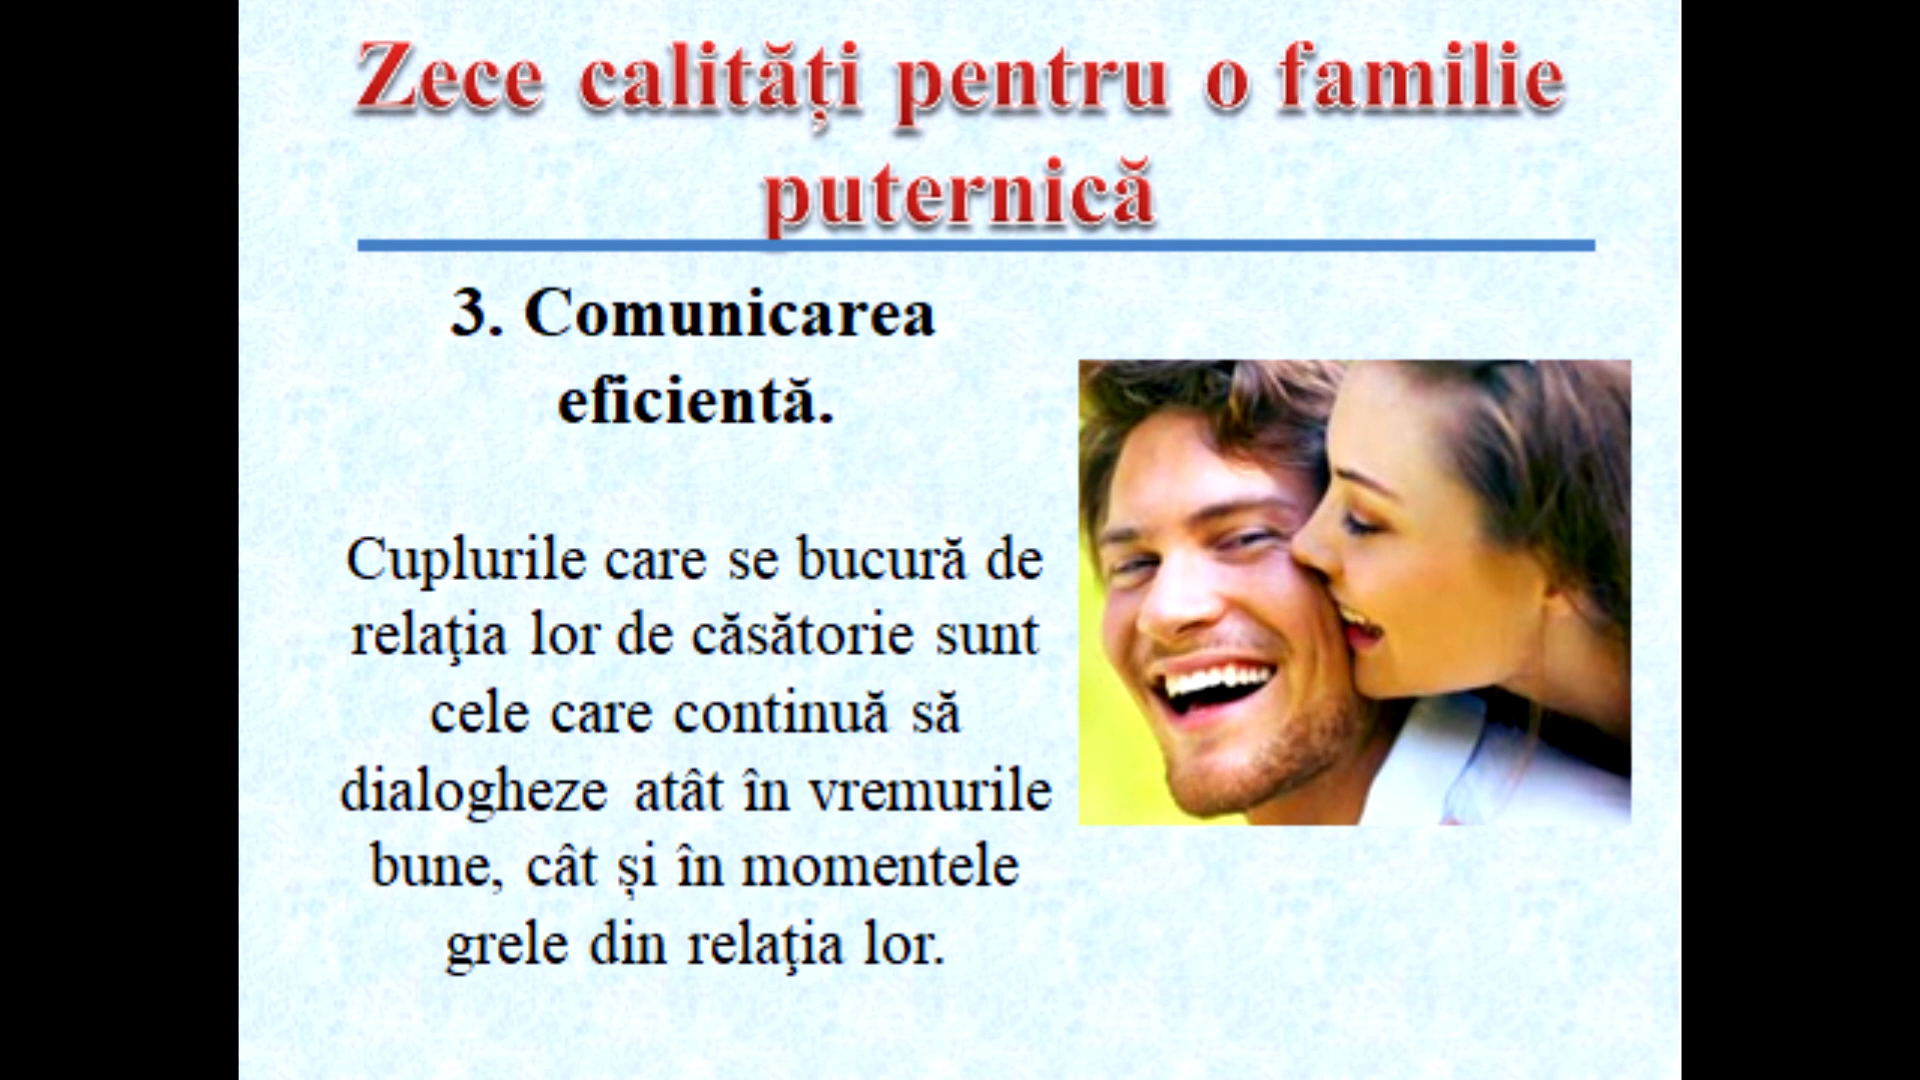 Zece calități pentru o familie
puternică
3. Comunicarea
eficientă.
Cuplurile care se bucură de
relaţia lor de căsătorie sunt
cele care continuă să
dialogheze atât în vremurile
bune, cât și în momentele
grele din relaţia lor.